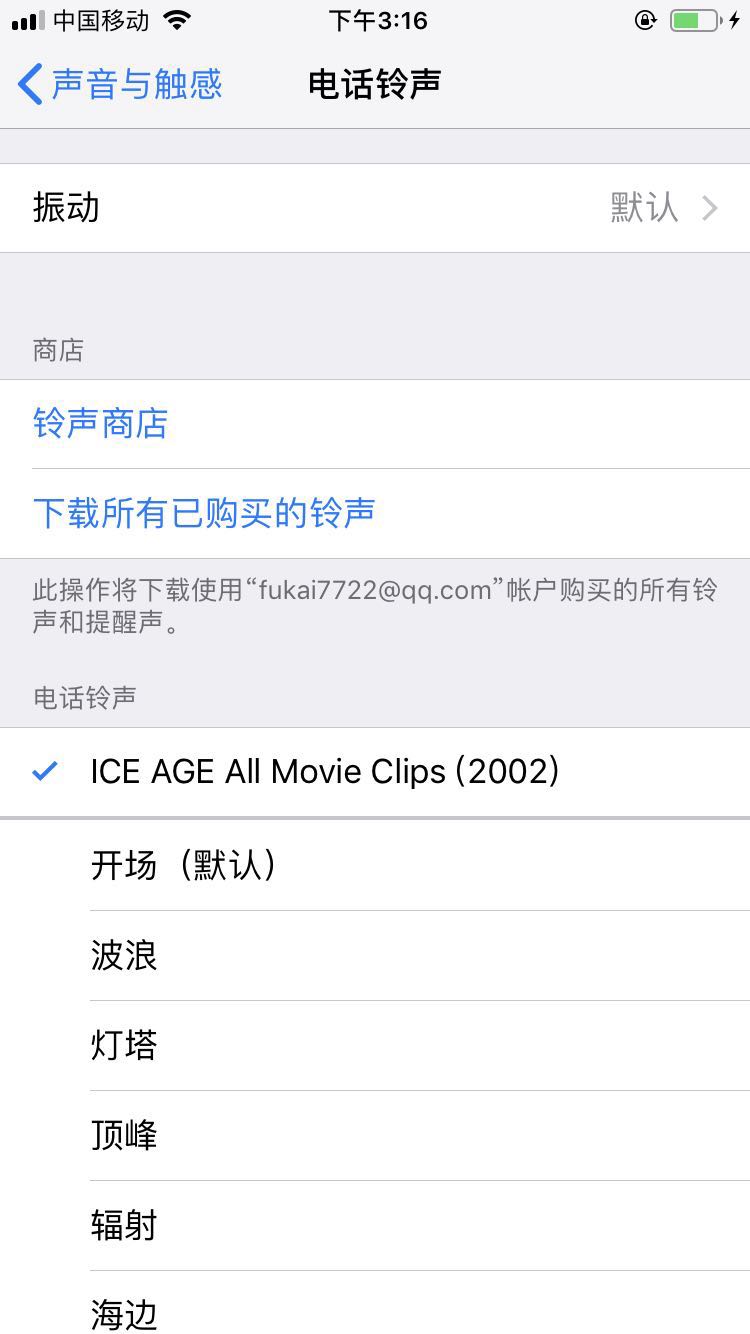 中国移动 下午3:16
声音与触感 电话铃声
振动 默认
商店
铃声商店
下载所有已购买的铃声
此操作将下载使用“fukai7722@qq.com”帐户购买的所有铃
声和提醒声。
电话铃声
ICE AGE All Movie Clips (2002)
开场（默认）
波浪
灯塔
顶峰
辐射
海边